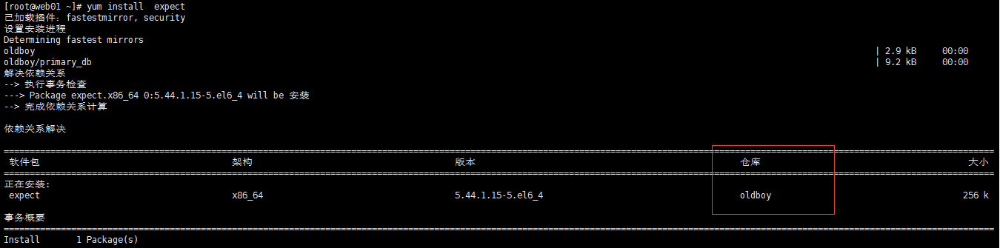 [root@web01 ~]# yum install  expect
已加载插件：fastestmirror, security
设置安装进程
Determining fastest mirrors
oldboy | 2.9 kB     00:00
oldboy/primary_db | 9.2 kB     00:00
解决依赖关系
--> 执行事务检查
---> Package expect.x86_64 0:5.44.1.15-5.el6_4 will be 安装
--> 完成依赖关系计算
依赖关系解决
软件包 架构 版本 仓库 大小
正在安装:
expect x86_64 5.44.1.15-5.el6_4 oldboy 256 k
事务概要
Install       1 Package(s)